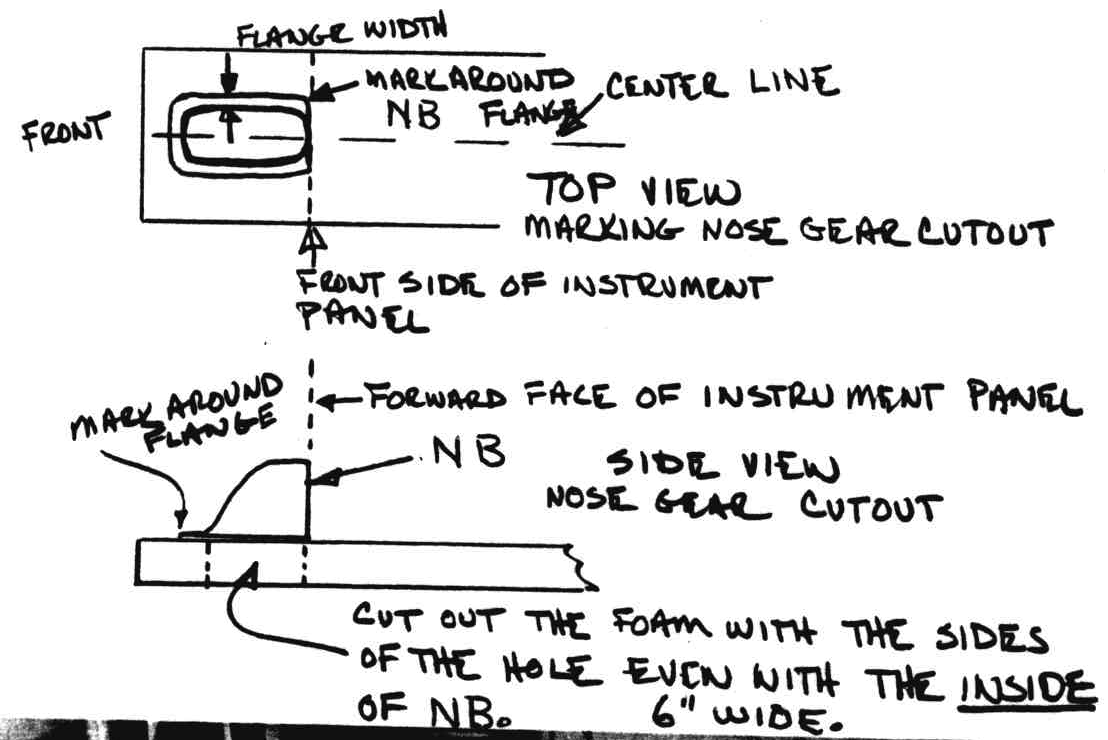 FLANGE WIDTH
MARK AROUND
NB FLANGE
CENTER LINE
FRONT
TOP VIEW
MARKING NOSE GEAR CUTOUT
FRONT SIDE OF INSTRUMENT
PANEL
MARK AROUND
FLANGE
FORWARD FACE OF INSTRUMENT PANEL
NB
SIDE VIEW
NOSE GEAR CUTOUT
CUT OUT THE FOAM WITH THE SIDES
OF THE HOLE EVEN WITH THE INSIDE
OF NB. 6" WIDE.